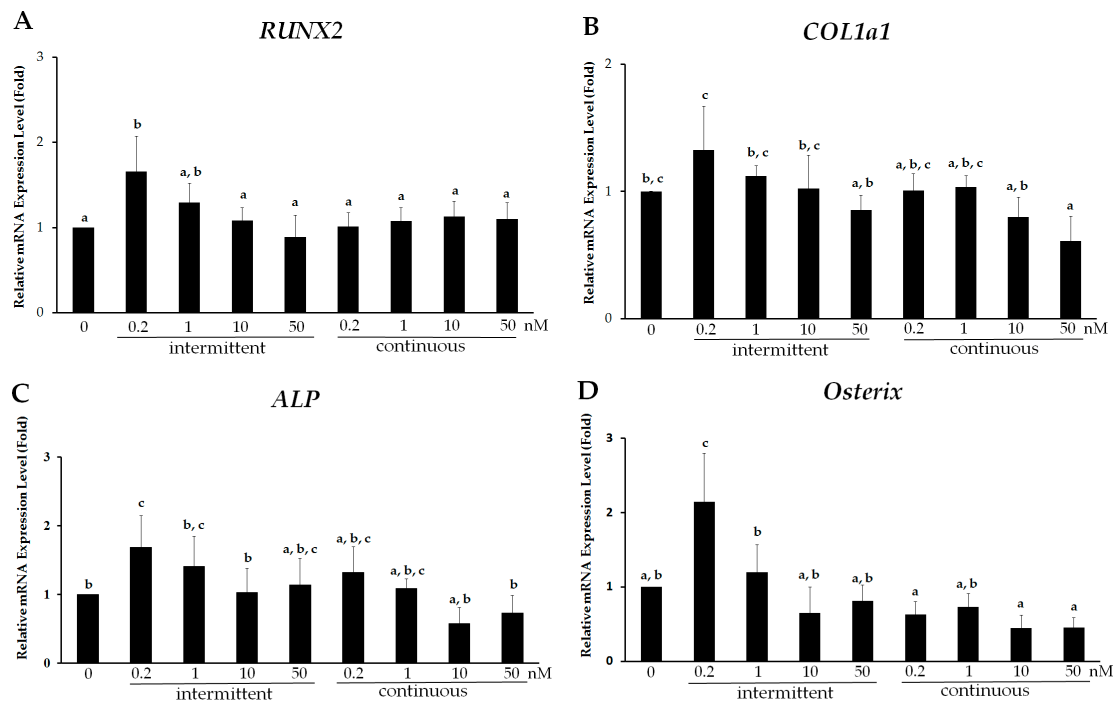 A
RUNX2
Relative mRNA Expression Level (Fold)
3
2
1
0
a
b
a, b
a
a
a
a
a
a
0 0.2 1 10 50 0.2 1 10 50 nM
intermittent continuous
B
COL1a1
Relative mRNA Expression Level (Fold)
2
1
0
b, c
c
b, c
b, c
a, b
a, b, c
a, b, c
a, b
a
0 0.2 1 10 50 0.2 1 10 50 nM
intermittent continuous
C
ALP
Relative mRNA Expression Level (Fold)
3
2
1
0
b
c
b, c
b
a, b, c
a, b, c
a, b, c
a, b
b
0 0.2 1 10 50 0.2 1 10 50 nM
intermittent continuous
D
Osterix
Relative mRNA Expression Level (Fold)
3
2
1
0
a, b
c
b
a, b
a, b
a
a, b
a
a
0 0.2 1 10 50 0.2 1 10 50 nM
intermittent continuous